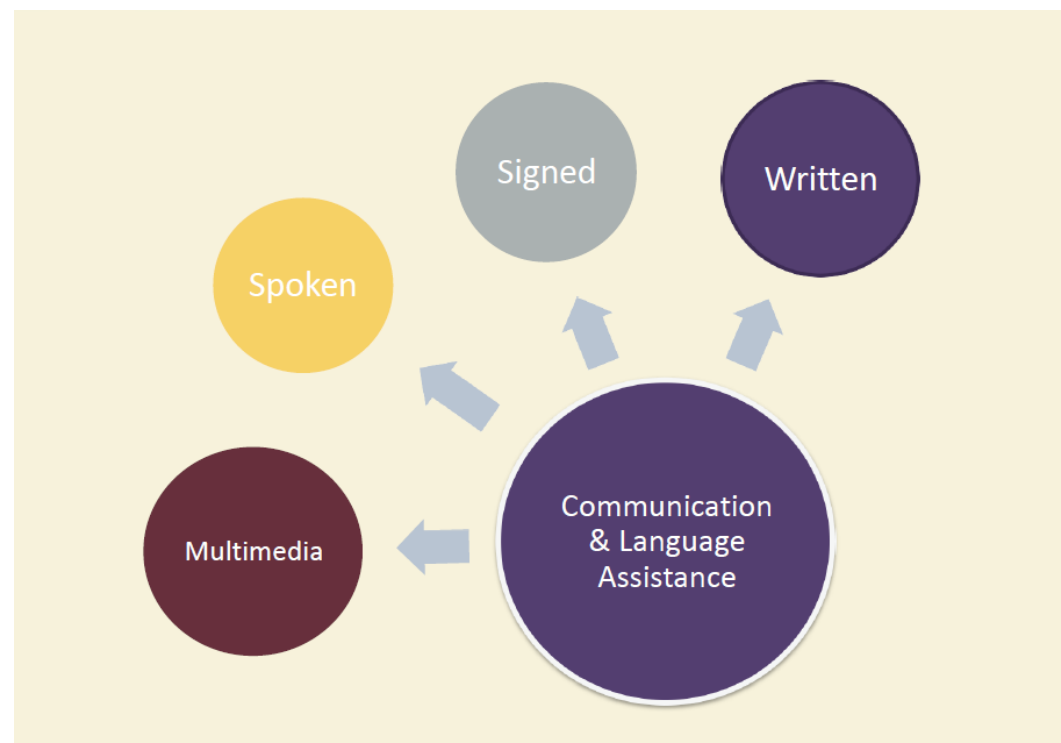 Signed
Written
Spoken
Multimedia
Communication
& Language
Assistance